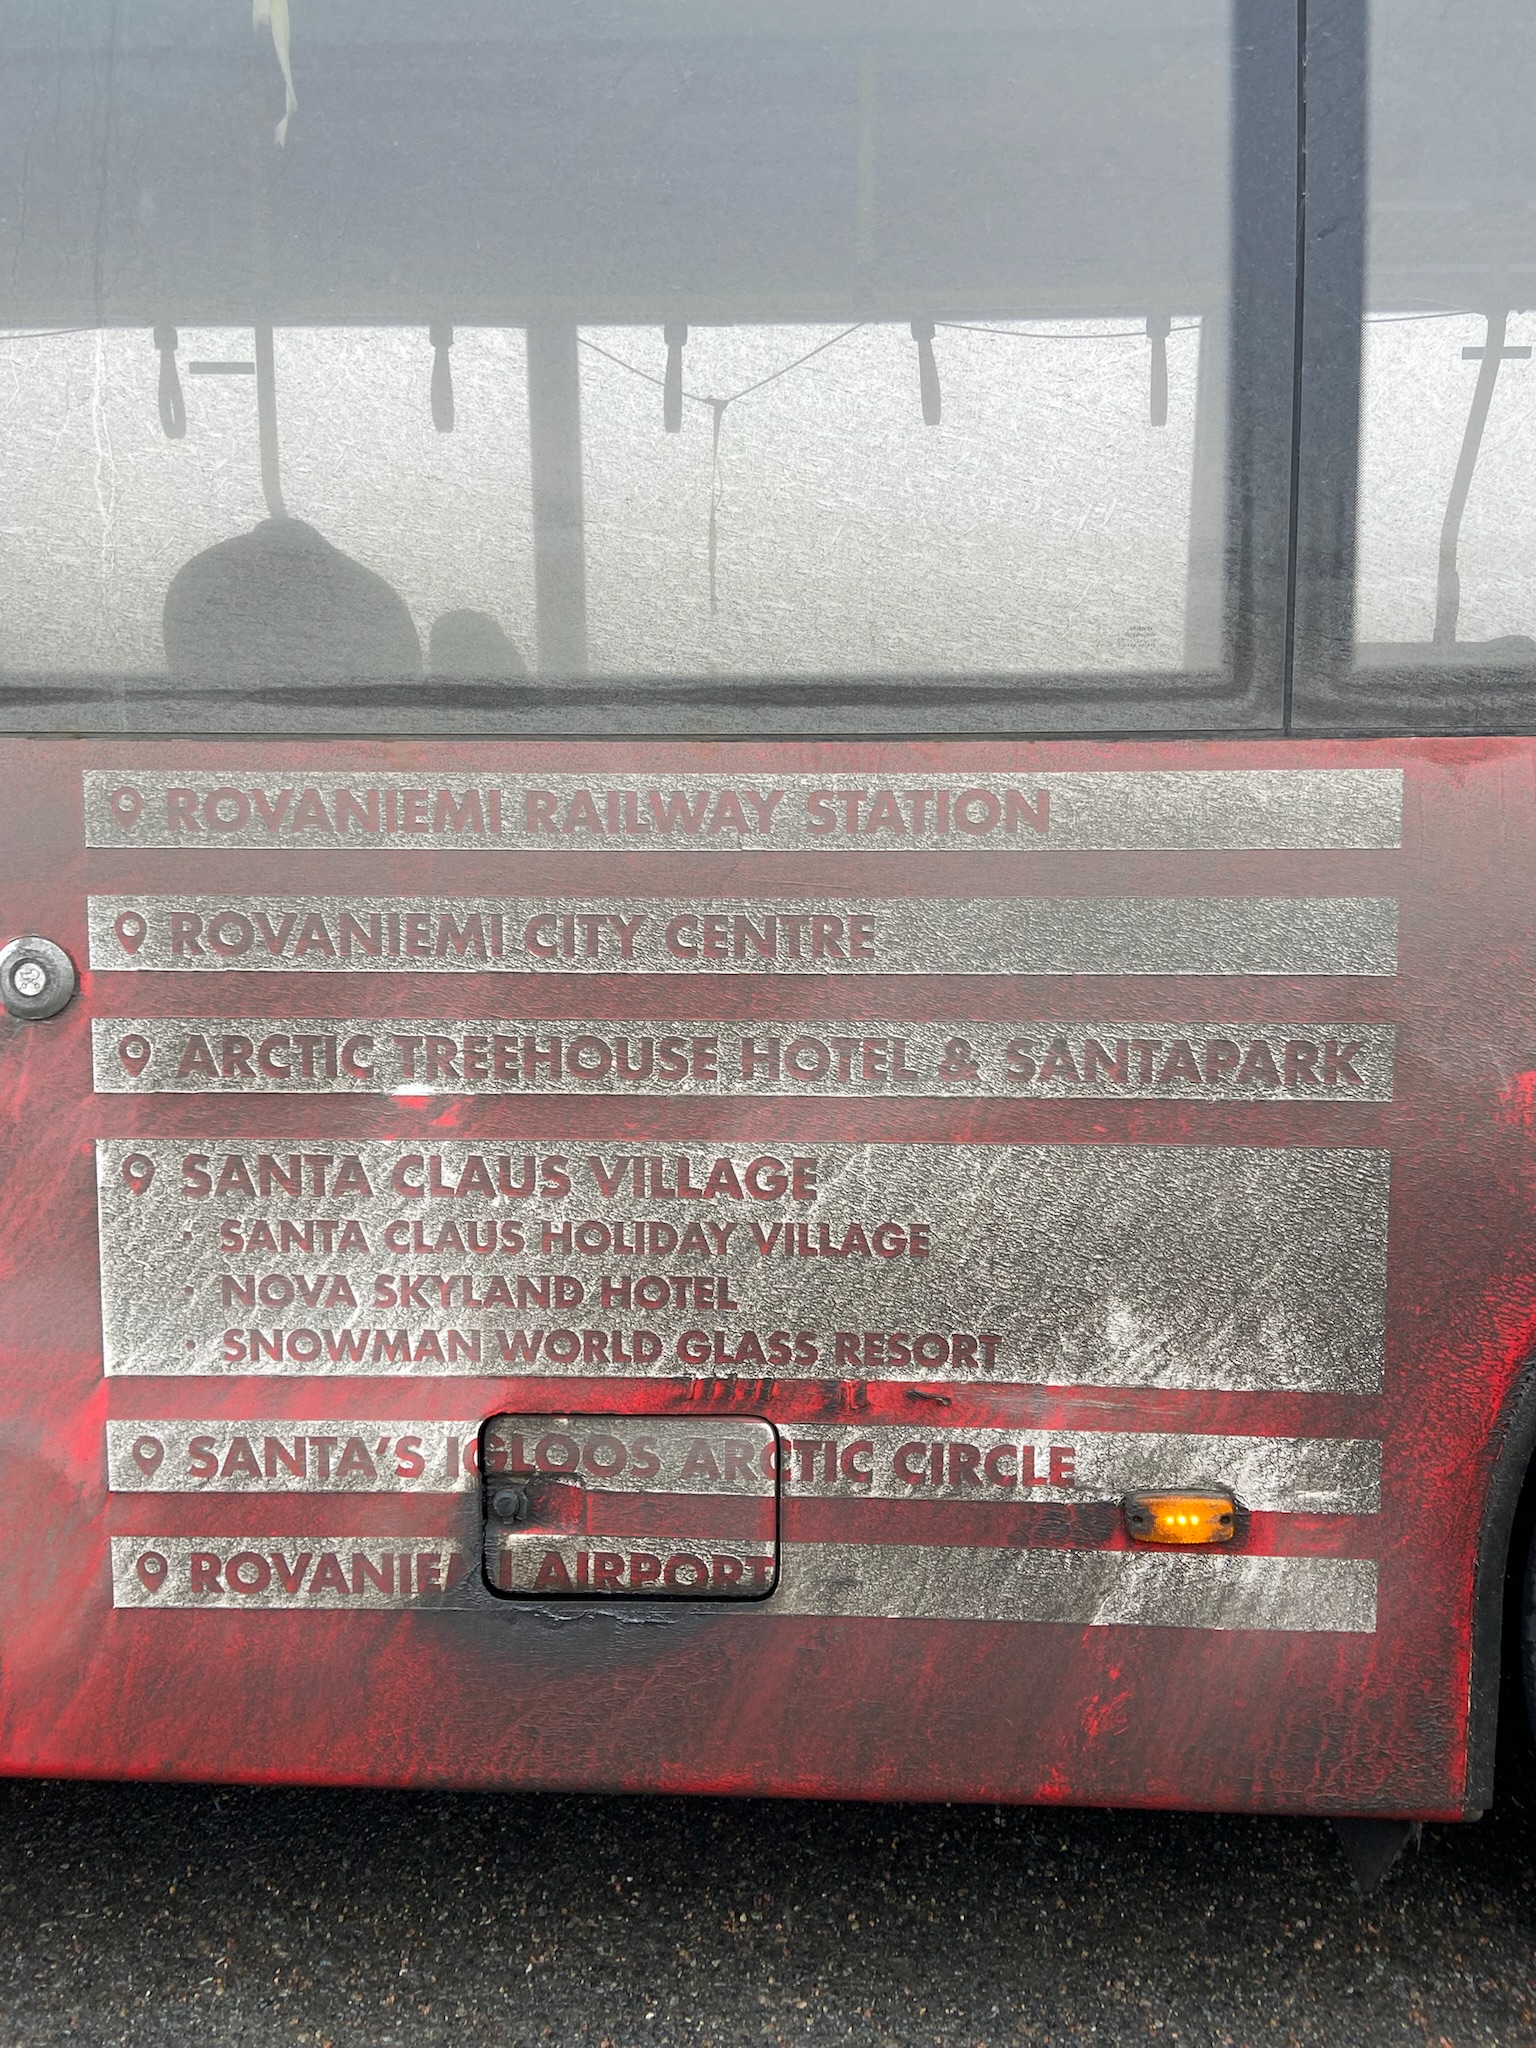 ROVANIEMI RAILWAY STATION
ROVANIEMI CITY CENTRE
ARCTIC TREEHOUSE HOTEL & SANTAPARK
SANTA CLAUS VILLAGE
· SANTA CLAUS HOLIDAY VILLAGE
· NOVA SKYLAND HOTEL
· SNOWMAN WORLD GLASS RESORT
SANTA'S IGLOOS ARCTIC CIRCLE
ROVANIEMI AIRPORT